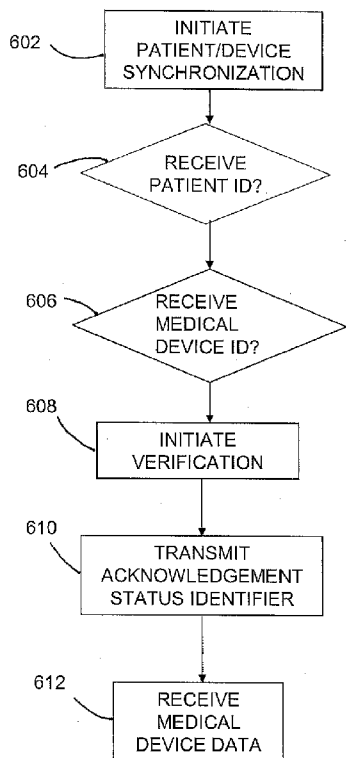 602
INITIATE
PATIENT/DEVICE
SYNCHRONIZATION
604
RECEIVE
PATIENT ID?
606
RECEIVE
MEDICAL
DEVICE ID?
608
INITIATE
VERIFICATION
610
TRANSMIT
ACKNOWLEDGEMENT
STATUS IDENTIFIER
612
RECEIVE
MEDICAL
DEVICE DATA